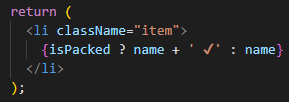 return (
<li className="item">
{isPacked ? name + ' ✓' : name}
</li>
);